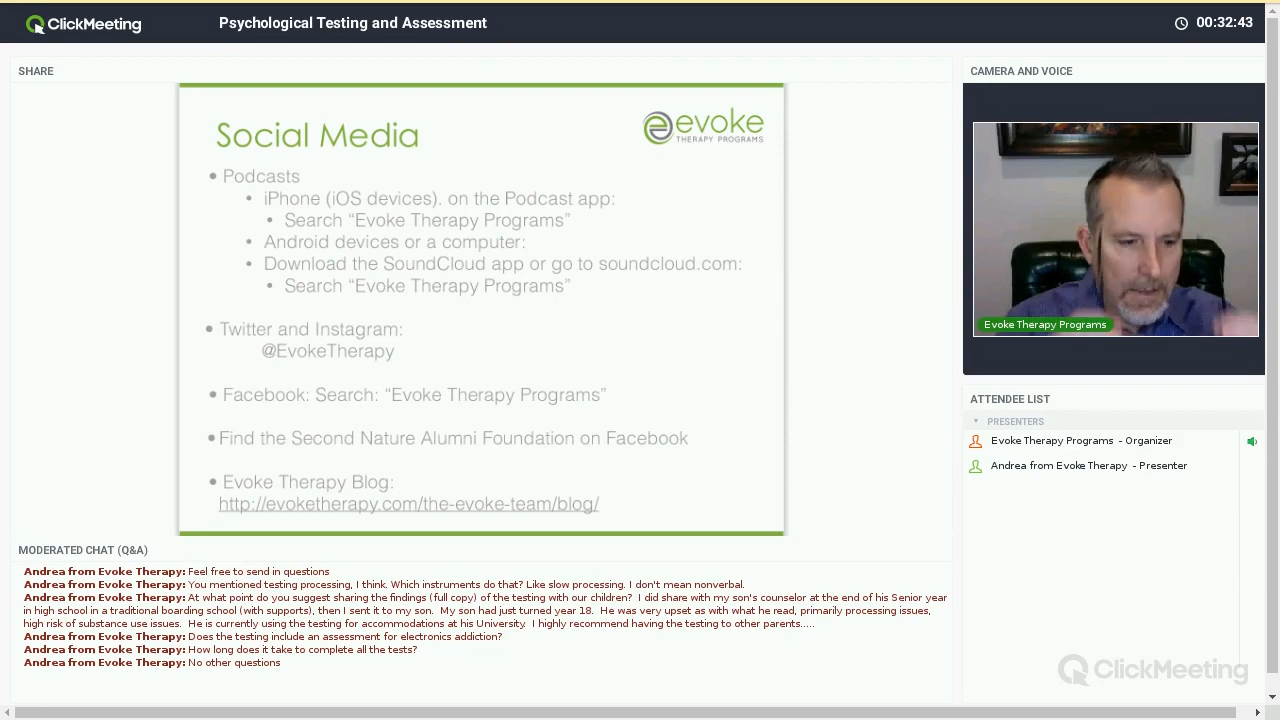 ClickMeeting
Psychological Testing and Assessment
00:32:43
SHARE
evoke
THERAPY PROGRAMS
Social Media
• Podcasts
• iPhone (iOS devices). on the Podcast app:
• Search “Evoke Therapy Programs”
• Android devices or a computer:
• Download the SoundCloud app or go to soundcloud.com:
• Search “Evoke Therapy Programs”
• Twitter and Instagram:
@EvokeTherapy
• Facebook: Search: “Evoke Therapy Programs”
• Find the Second Nature Alumni Foundation on Facebook
• Evoke Therapy Blog:
http://evoketherapy.com/the-evoke-team/blog/
CAMERA AND VOICE
Evoke Therapy Programs
ATTENDEE LIST
PRESENTERS
Evoke Therapy Programs - Organizer
Andrea from Evoke Therapy - Presenter
MODERATED CHAT (Q&A)
Andrea from Evoke Therapy: Feel free to send in questions
Andrea from Evoke Therapy: You mentioned testing processing, I think. Which instruments do that? Like slow processing. I don't mean nonverbal.
Andrea from Evoke Therapy: At what point do you suggest sharing the findings (full copy) of the testing with our children? I did share with my son's counselor at the end of his Senior year
in high school in a traditional boarding school (with supports), then I sent it to my son. My son had just turned year 18. He was very upset as with what he read, primarily processing issues,
high risk of substance use issues. He is currently using the testing for accommodations at his University. I highly recommend having the testing to other parents.....
Andrea from Evoke Therapy: Does the testing include an assessment for electronics addiction?
Andrea from Evoke Therapy: How long does it take to complete all the tests?
Andrea from Evoke Therapy: No other questions
ClickMeeting